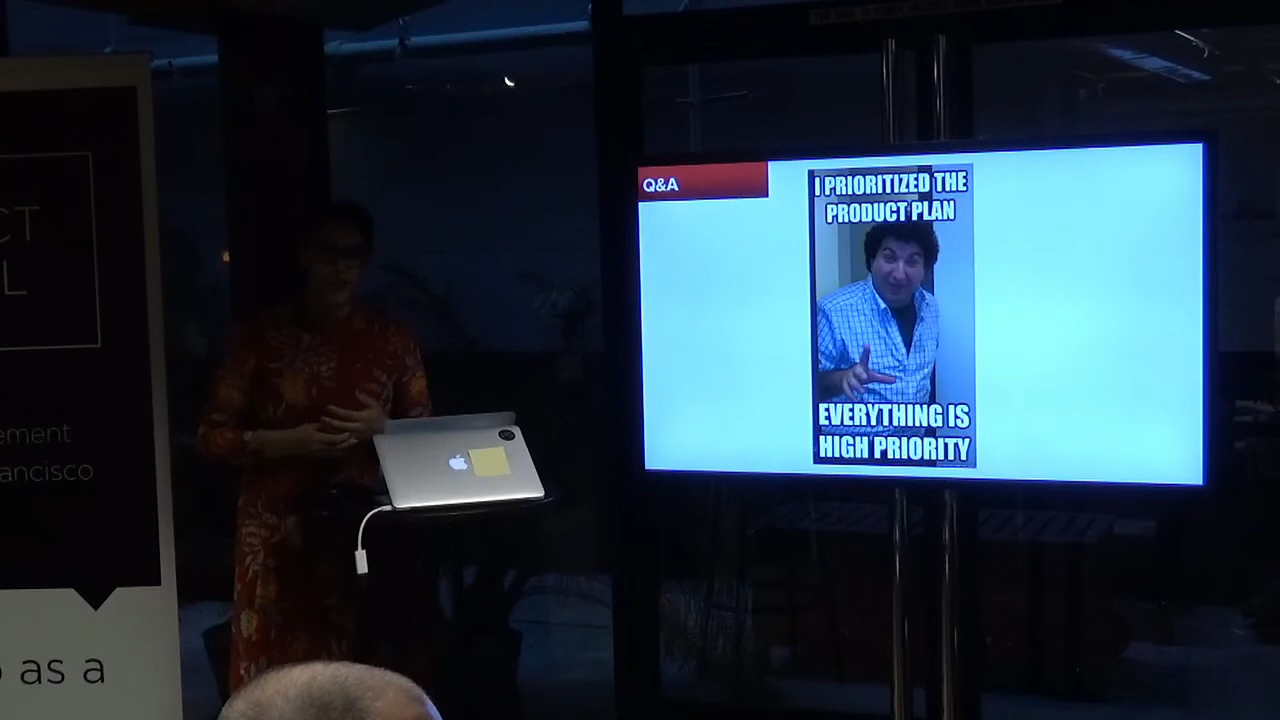 CT
L
ement
ancisco
as a
Q&A
I PRIORITIZED THE
PRODUCT PLAN
EVERYTHING IS
HIGH PRIORITY